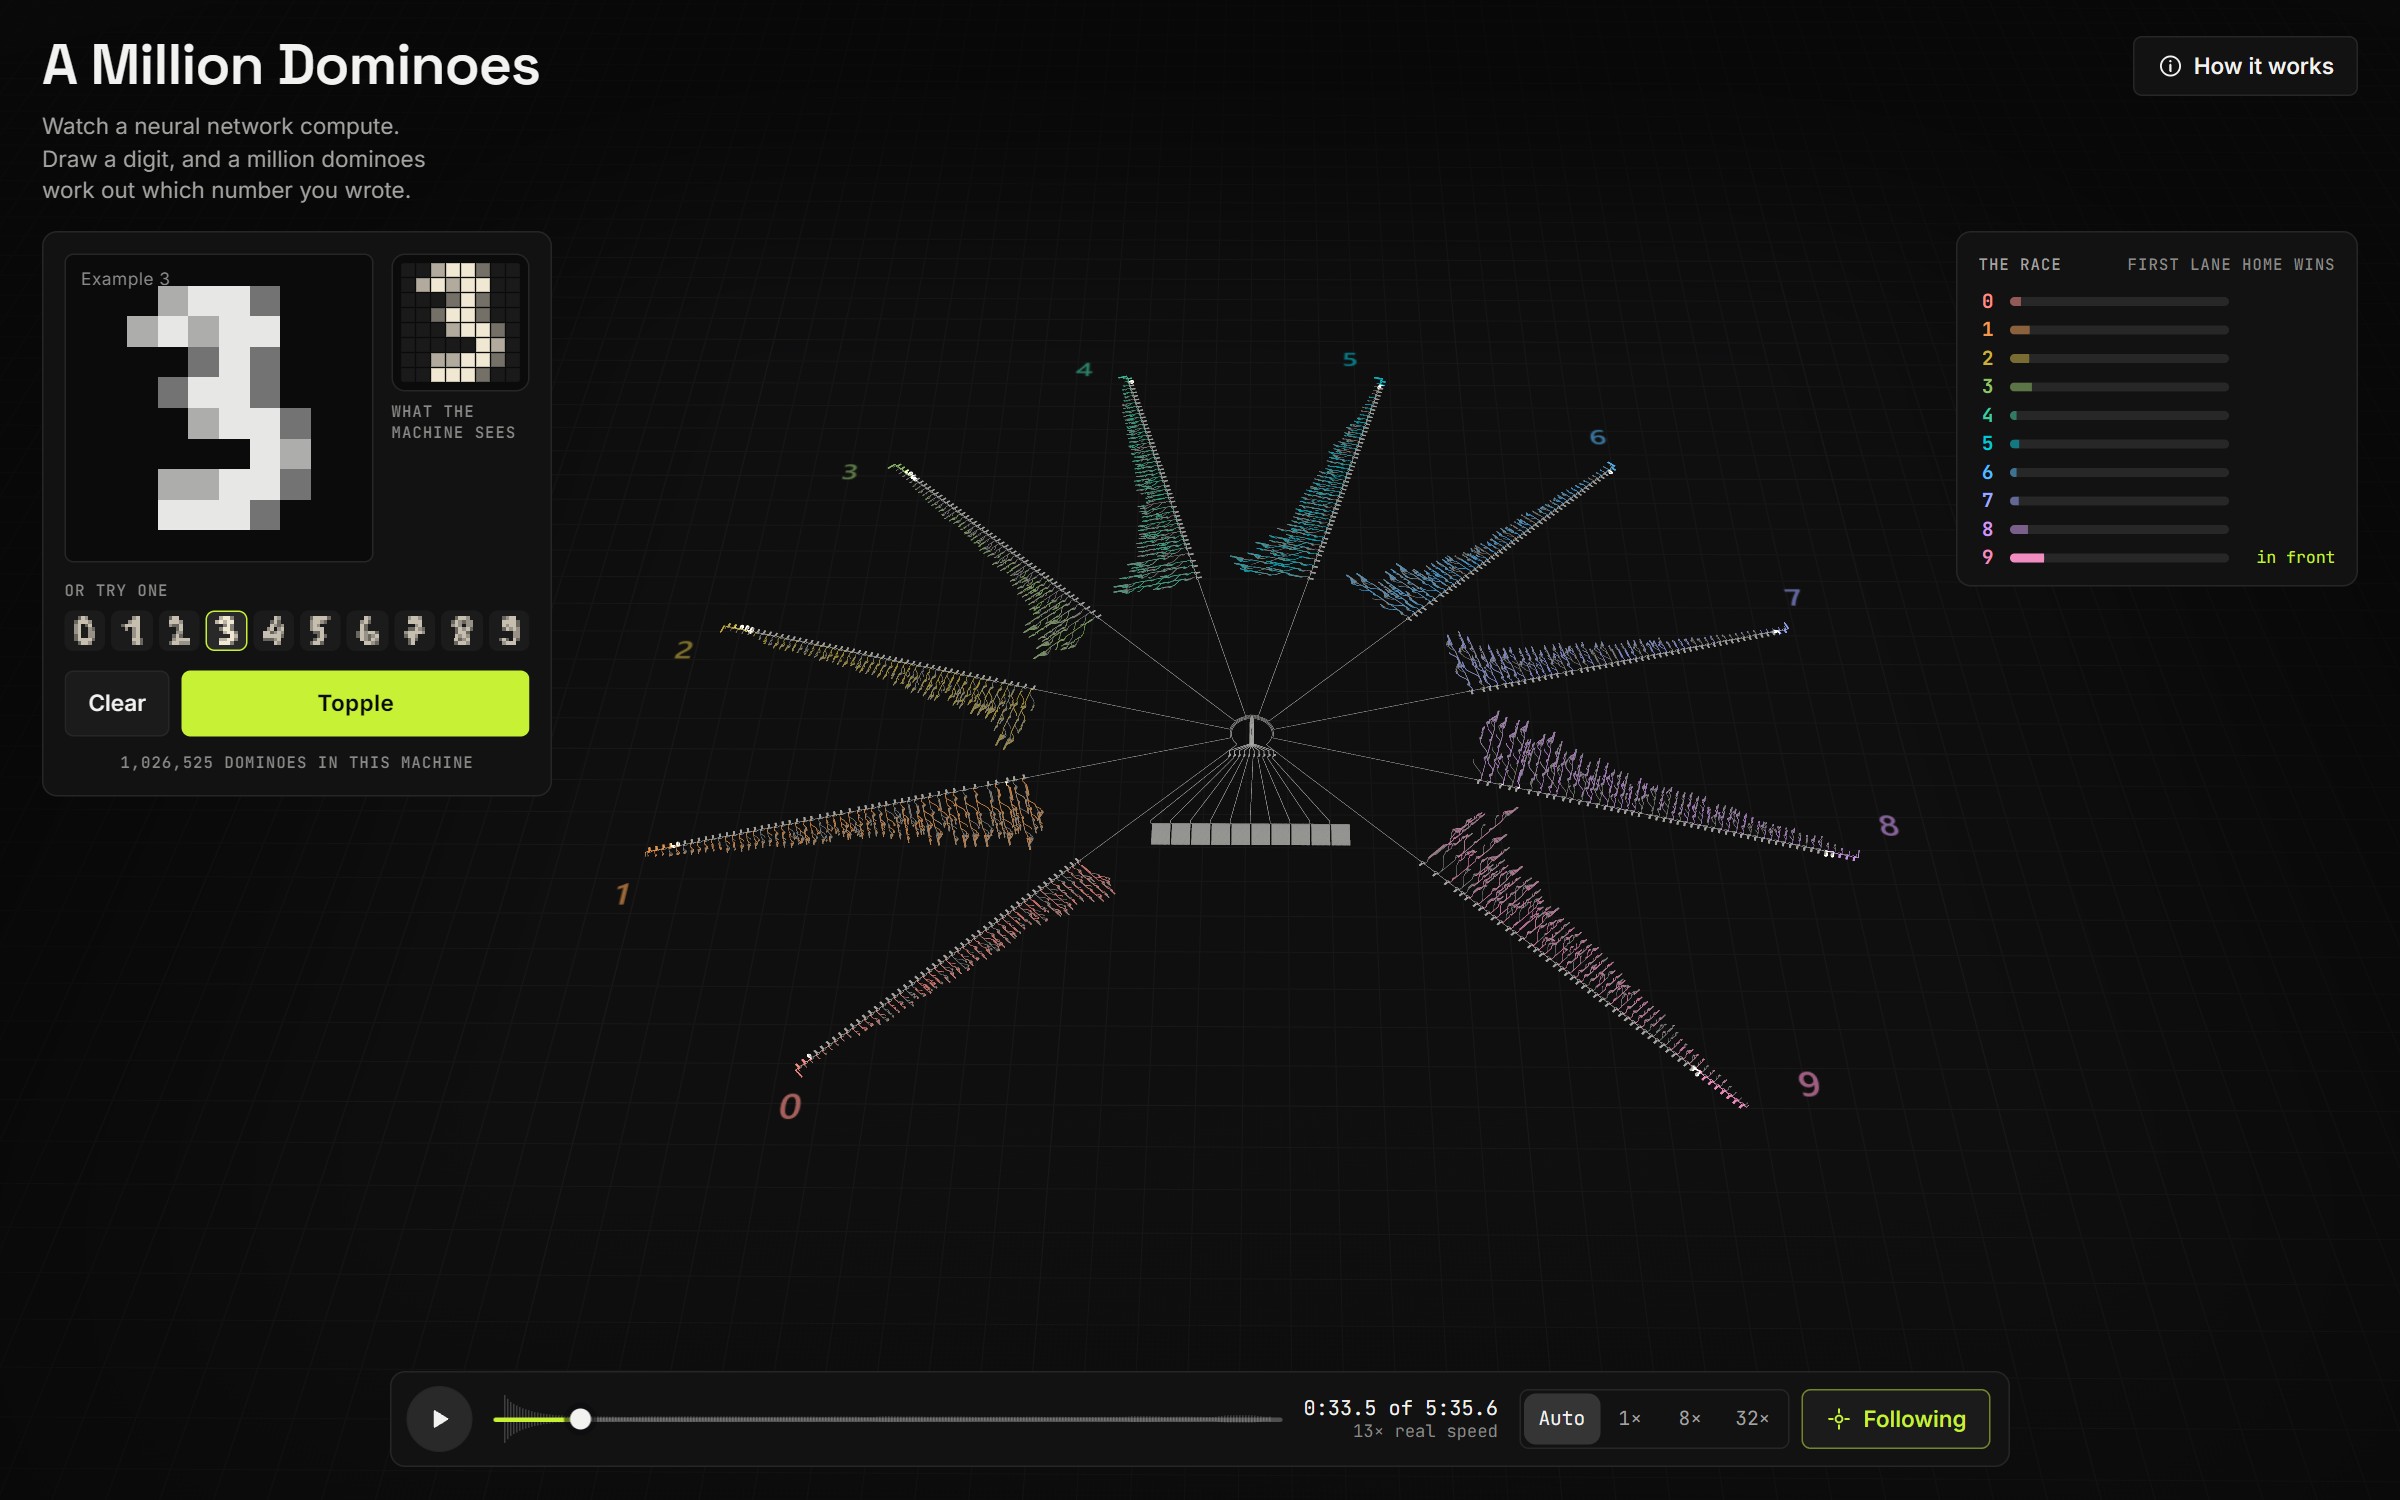 A Million Dominoes
How it works
Watch a neural network compute.
Draw a digit, and a million dominoes
work out which number you wrote.
Example 3
WHAT THE
MACHINE SEES
OR TRY ONE
0 1 2 3 4 5 6 7 8 9
Clear
Topple
1,026,525 DOMINOES IN THIS MACHINE
4
5
6
3
7
2
8
1
9
0
THE RACE
FIRST LANE HOME WINS
0
1
2
3
4
5
6
7
8
9 in front
0:33.5 of 5:35.6
13× real speed
Auto 1× 8× 32×
Following